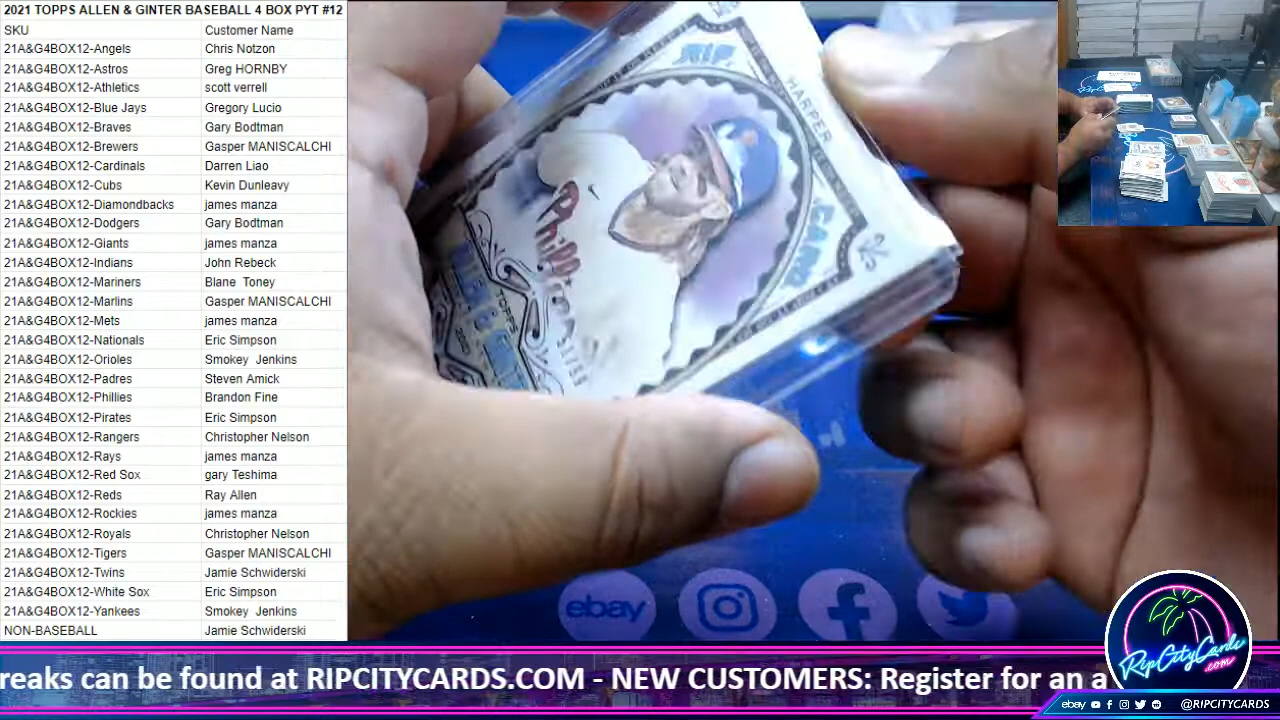 2021 TOPPS ALLEN & GINTER BASEBALL 4 BOX PYT #12
SKU Customer Name
21A&G4BOX12-Angels Chris Notzon
21A&G4BOX12-Astros Greg HORNBY
21A&G4BOX12-Athletics scott verrell
21A&G4BOX12-Blue Jays Gregory Lucio
21A&G4BOX12-Braves Gary Bodtman
21A&G4BOX12-Brewers Gasper MANISCALCHI
21A&G4BOX12-Cardinals Darren Liao
21A&G4BOX12-Cubs Kevin Dunleavy
21A&G4BOX12-Diamondbacks james manza
21A&G4BOX12-Dodgers Gary Bodtman
21A&G4BOX12-Giants james manza
21A&G4BOX12-Indians John Rebeck
21A&G4BOX12-Mariners Blane Toney
21A&G4BOX12-Marlins Gasper MANISCALCHI
21A&G4BOX12-Mets james manza
21A&G4BOX12-Nationals Eric Simpson
21A&G4BOX12-Orioles Smokey Jenkins
21A&G4BOX12-Padres Steven Amick
21A&G4BOX12-Phillies Brandon Fine
21A&G4BOX12-Pirates Eric Simpson
21A&G4BOX12-Rangers Christopher Nelson
21A&G4BOX12-Rays james manza
21A&G4BOX12-Red Sox gary Teshima
21A&G4BOX12-Reds Ray Allen
21A&G4BOX12-Rockies james manza
21A&G4BOX12-Royals Christopher Nelson
21A&G4BOX12-Tigers Gasper MANISCALCHI
21A&G4BOX12-Twins Jamie Schwiderski
21A&G4BOX12-White Sox Eric Simpson
21A&G4BOX12-Yankees Smokey Jenkins
NON-BASEBALL Jamie Schwiderski
RIP
HARPER
CARD
Phillies
TOPPS
ebay
reaks can be found at RIPCITYCARDS.COM - NEW CUSTOMERS: Register for an a
RipCityCards
.com
ebay @RIPCITYCARDS